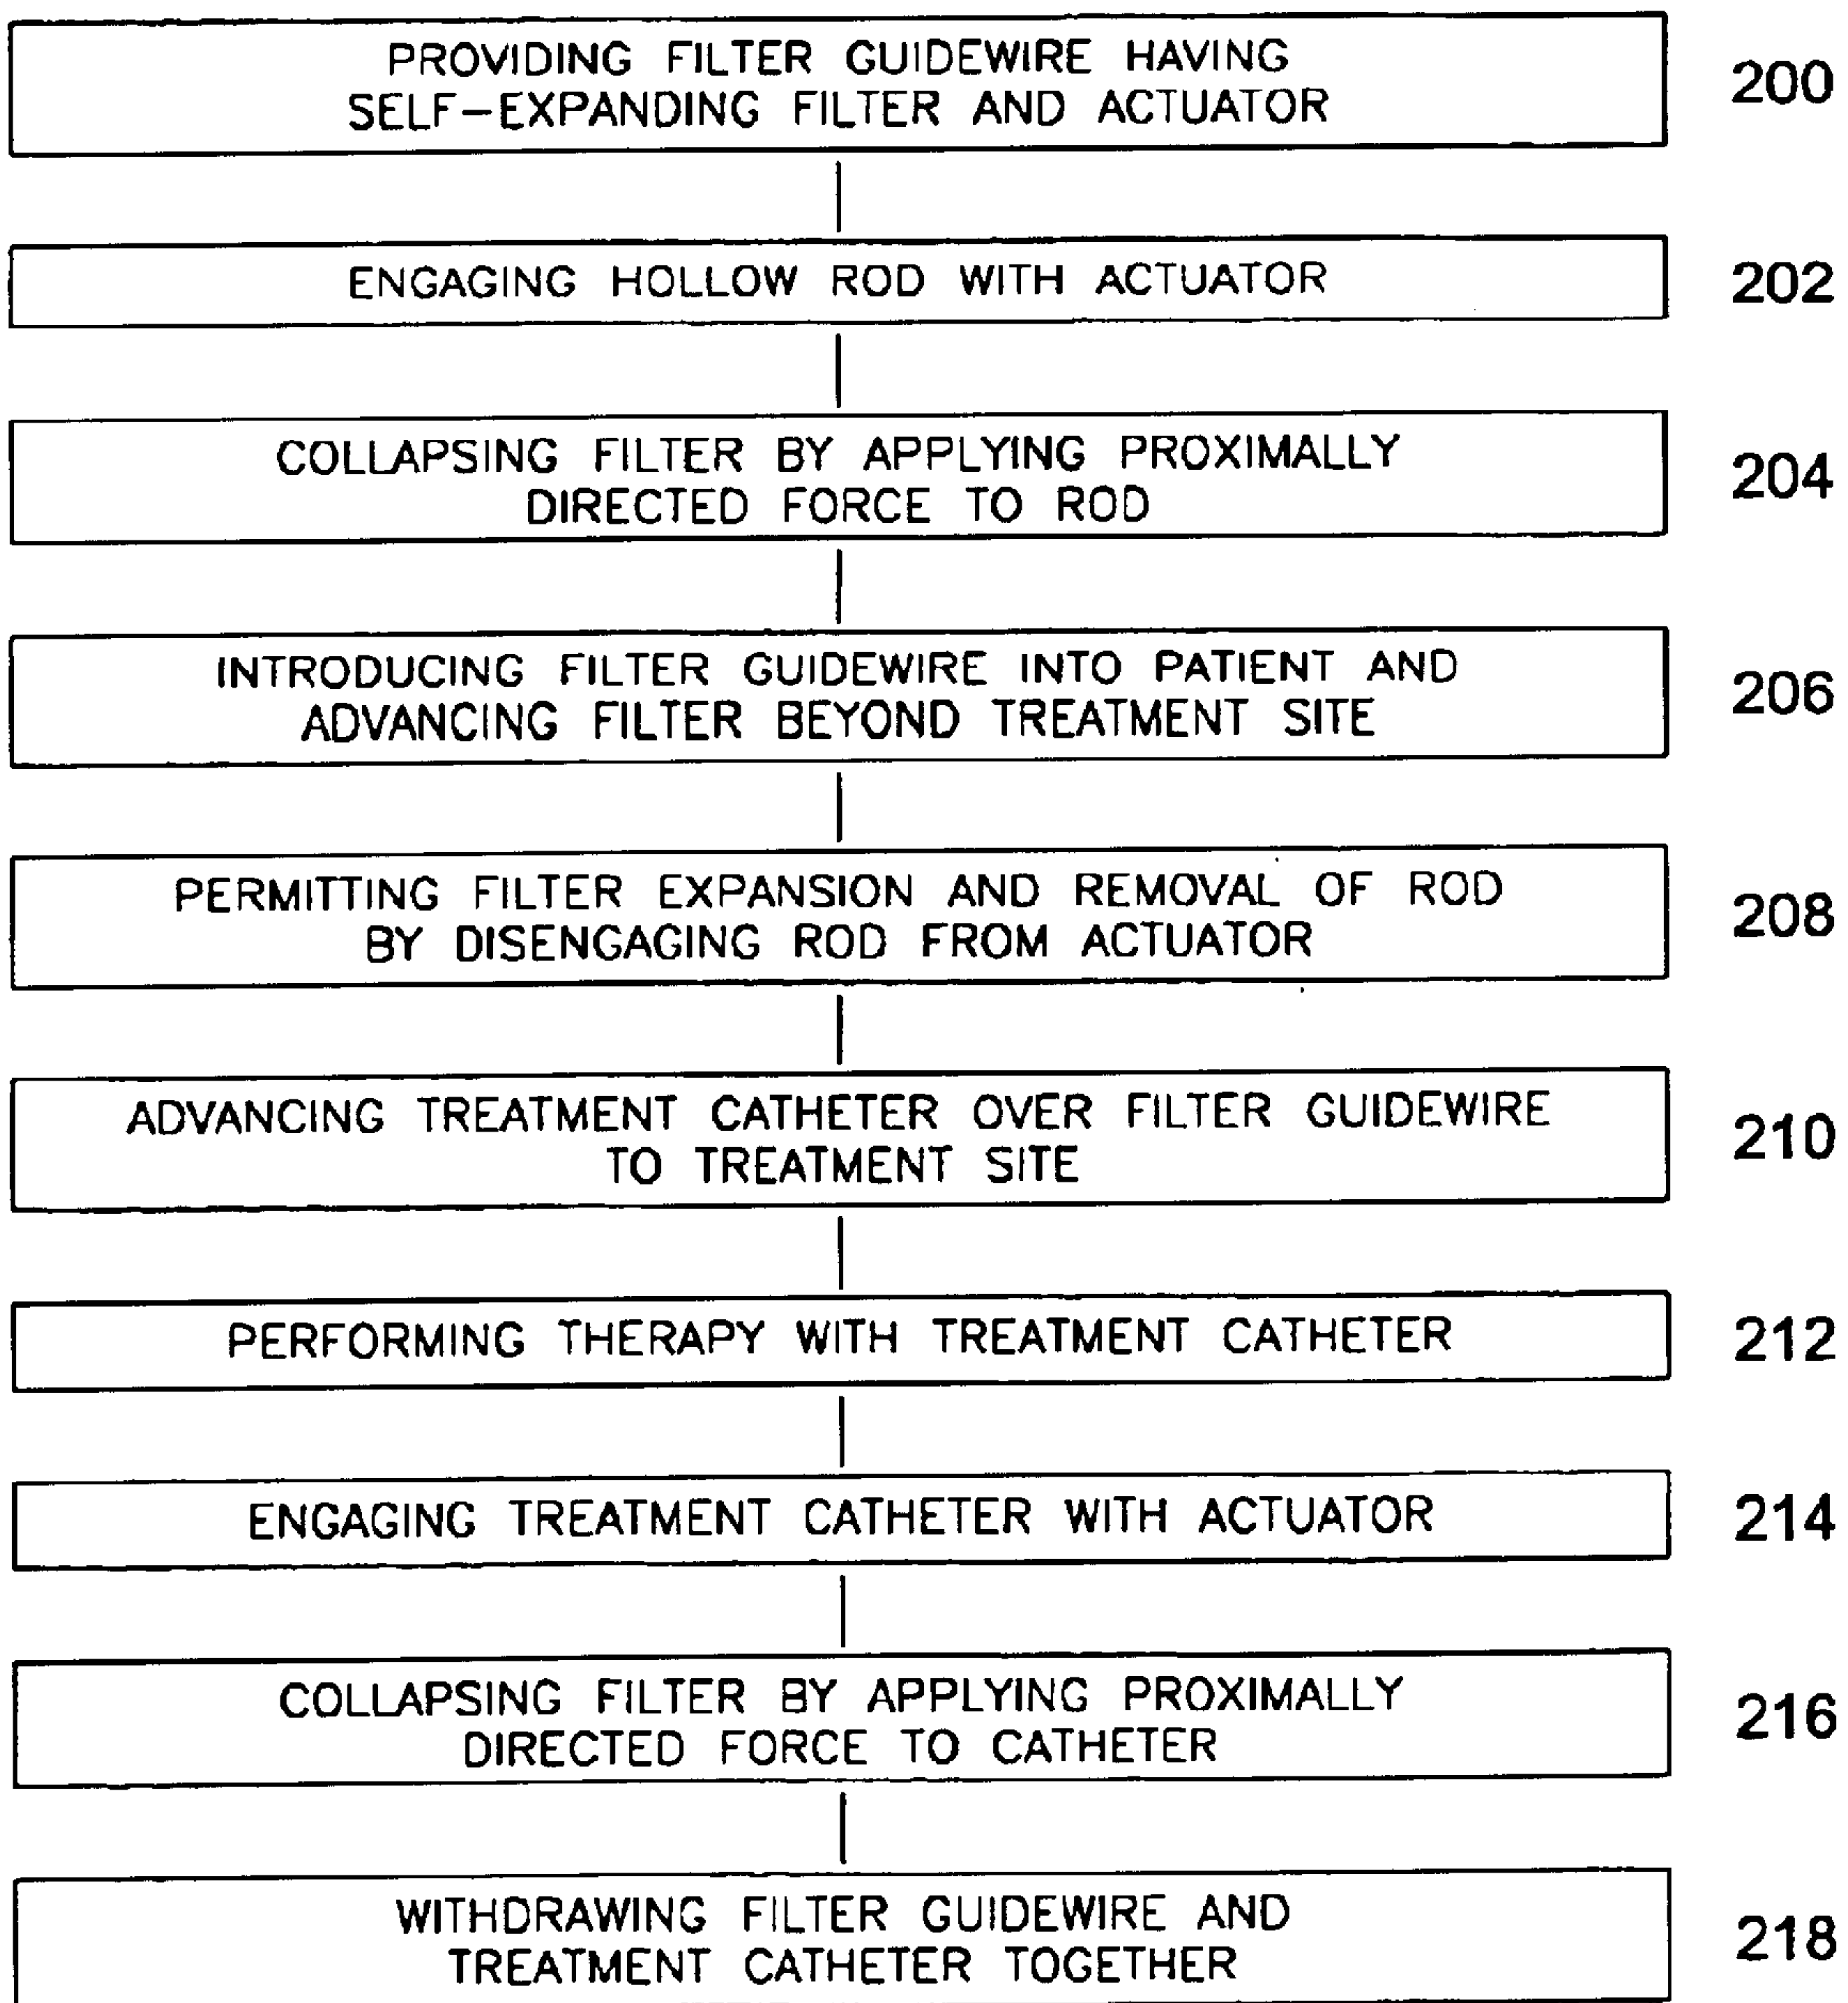 PROVIDING FILTER GUIDEWIRE HAVING
SELF-EXPANDING FILTER AND ACTUATOR
200
ENGAGING HOLLOW ROD WITH ACTUATOR
202
COLLAPSING FILTER BY APPLYING PROXIMALLY
DIRECTED FORCE TO ROD
204
INTRODUCING FILTER GUIDEWIRE INTO PATIENT AND
ADVANCING FILTER BEYOND TREATMENT SITE
206
PERMITTING FILTER EXPANSION AND REMOVAL OF ROD
BY DISENGAGING ROD FROM ACTUATOR
208
ADVANCING TREATMENT CATHETER OVER FILTER GUIDEWIRE
TO TREATMENT SITE
210
PERFORMING THERAPY WITH TREATMENT CATHETER
212
ENGAGING TREATMENT CATHETER WITH ACTUATOR
214
COLLAPSING FILTER BY APPLYING PROXIMALLY
DIRECTED FORCE TO CATHETER
216
WITHDRAWING FILTER GUIDEWIRE AND
TREATMENT CATHETER TOGETHER
218